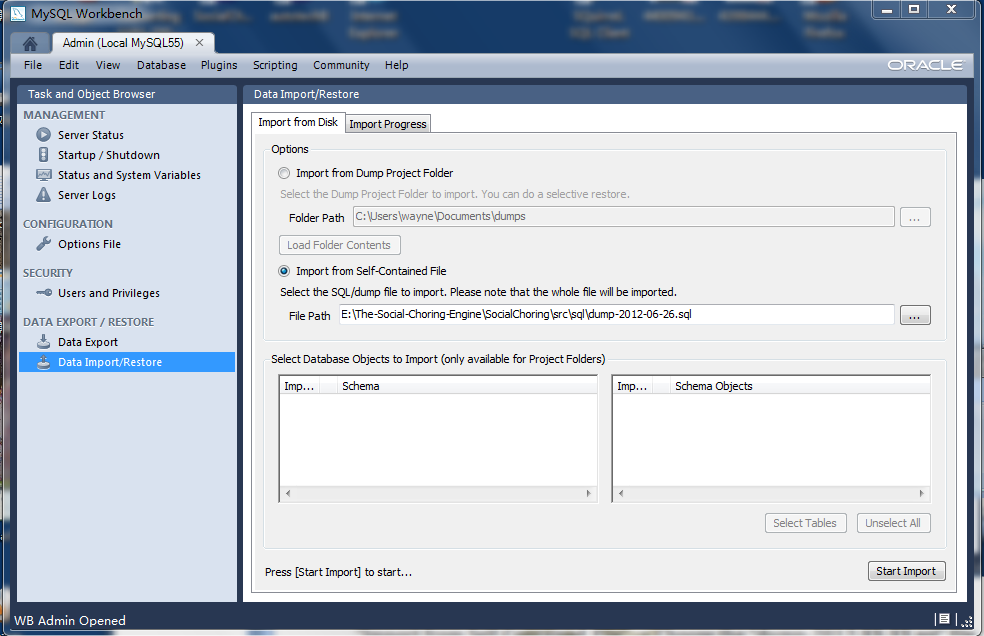 MySQL Workbench
Admin (Local MySQL55)
File Edit View Database Plugins Scripting Community Help
ORACLE
Task and Object Browser
MANAGEMENT
Server Status
Startup / Shutdown
Status and System Variables
Server Logs
CONFIGURATION
Options File
SECURITY
Users and Privileges
DATA EXPORT / RESTORE
Data Export
Data Import/Restore
Data Import/Restore
Import from Disk
Import Progress
Options
Import from Dump Project Folder
Select the Dump Project Folder to import. You can do a selective restore.
Folder Path C:\Users\wayne\Documents\dumps ...
Load Folder Contents
Import from Self-Contained File
Select the SQL/dump file to import. Please note that the whole file will be imported.
File Path E:\The-Social-Choring-Engine\SocialChoring\src\sql\dump-2012-06-26.sql ...
Select Database Objects to Import (only available for Project Folders)
Imp... Schema
Imp... Schema Objects
Select Tables
Unselect All
Press [Start Import] to start...
Start Import
WB Admin Opened